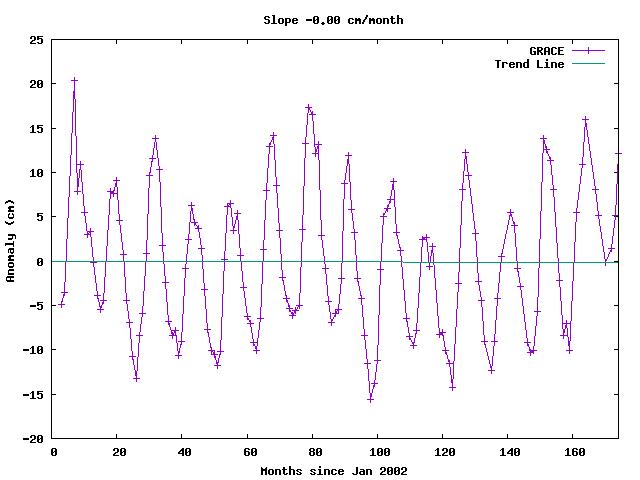 Slope -0.00 cm/month
GRACE
Trend Line
25
20
15
10
5
0
-5
-10
-15
-20
Anomaly (cm)
0 20 40 60 80 100 120 140 160
Months since Jan 2002